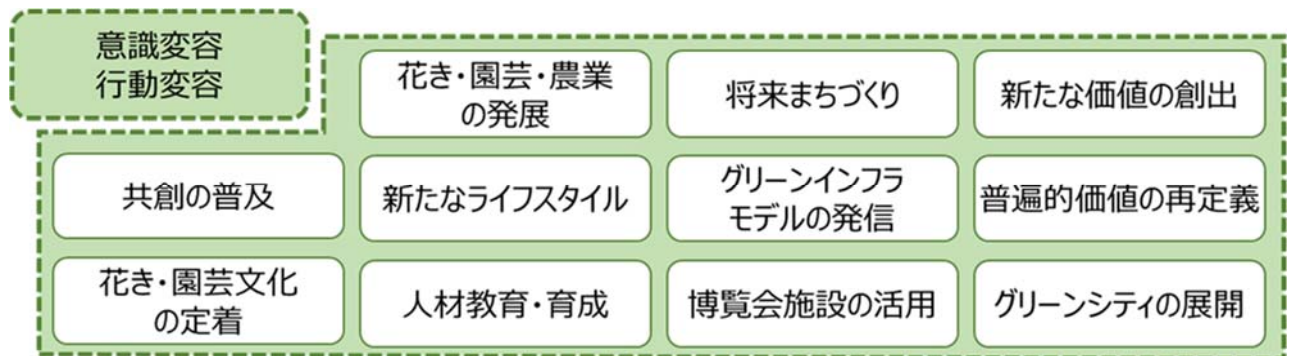 意識変容
行動変容
花き・園芸・農業
の発展
将来まちづくり
新たな価値の創出
共創の普及
新たなライフスタイル
グリーンインフラ
モデルの発信
普遍的価値の再定義
花き・園芸文化
の定着
人材教育・育成
博覧会施設の活用
グリーンシティの展開